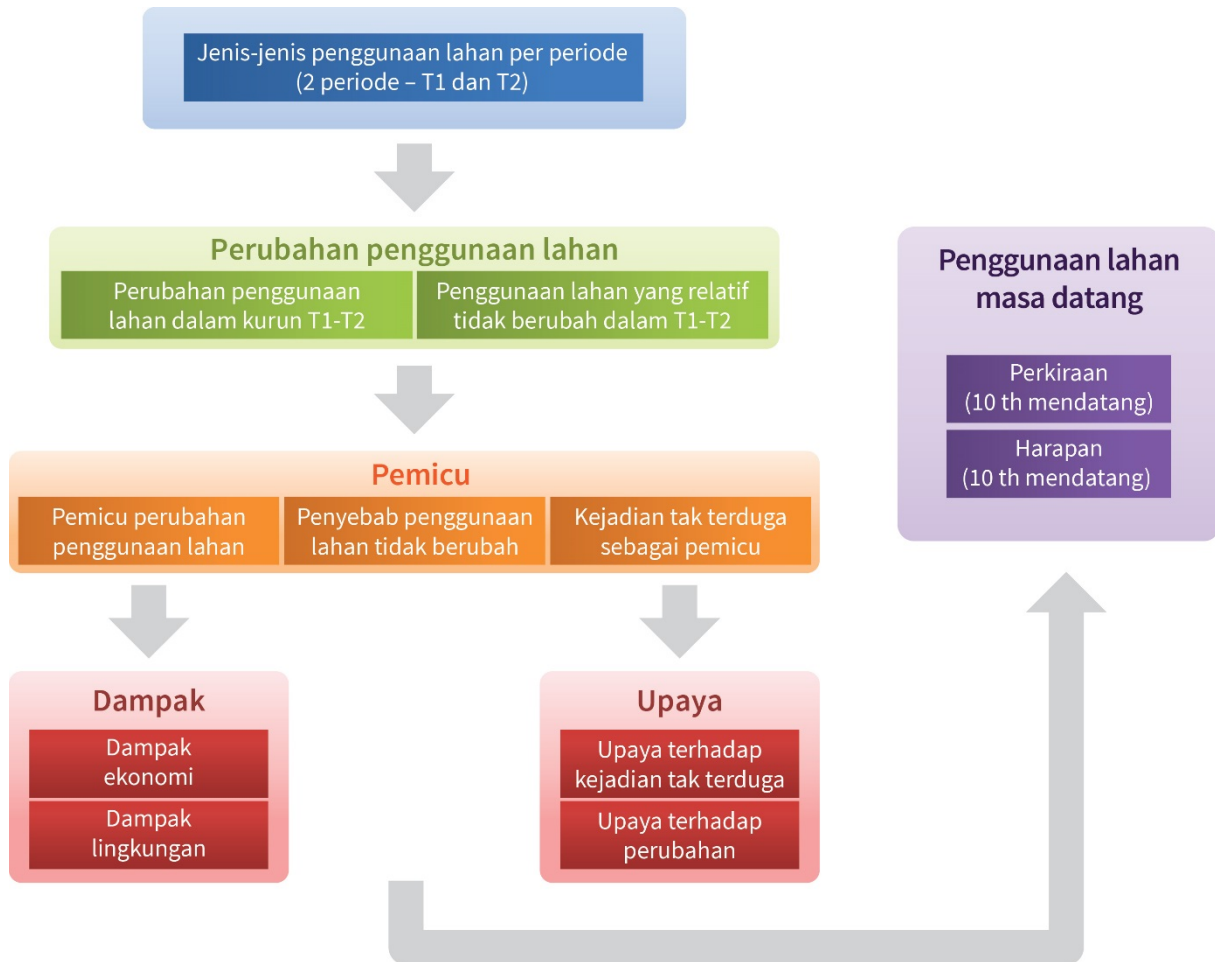 Jenis-jenis penggunaan lahan per periode
(2 periode – T1 dan T2)
Perubahan penggunaan lahan
Perubahan penggunaan
lahan dalam kurun T1-T2
Penggunaan lahan yang relatif
tidak berubah dalam T1-T2
Pemicu
Pemicu perubahan
penggunaan lahan
Penyebab penggunaan
lahan tidak berubah
Kejadian tak terduga
sebagai pemicu
Dampak
Dampak
ekonomi
Dampak
lingkungan
Upaya
Upaya terhadap
kejadian tak terduga
Upaya terhadap
perubahan
Penggunaan lahan
masa datang
Perkiraan
(10 th mendatang)
Harapan
(10 th mendatang)